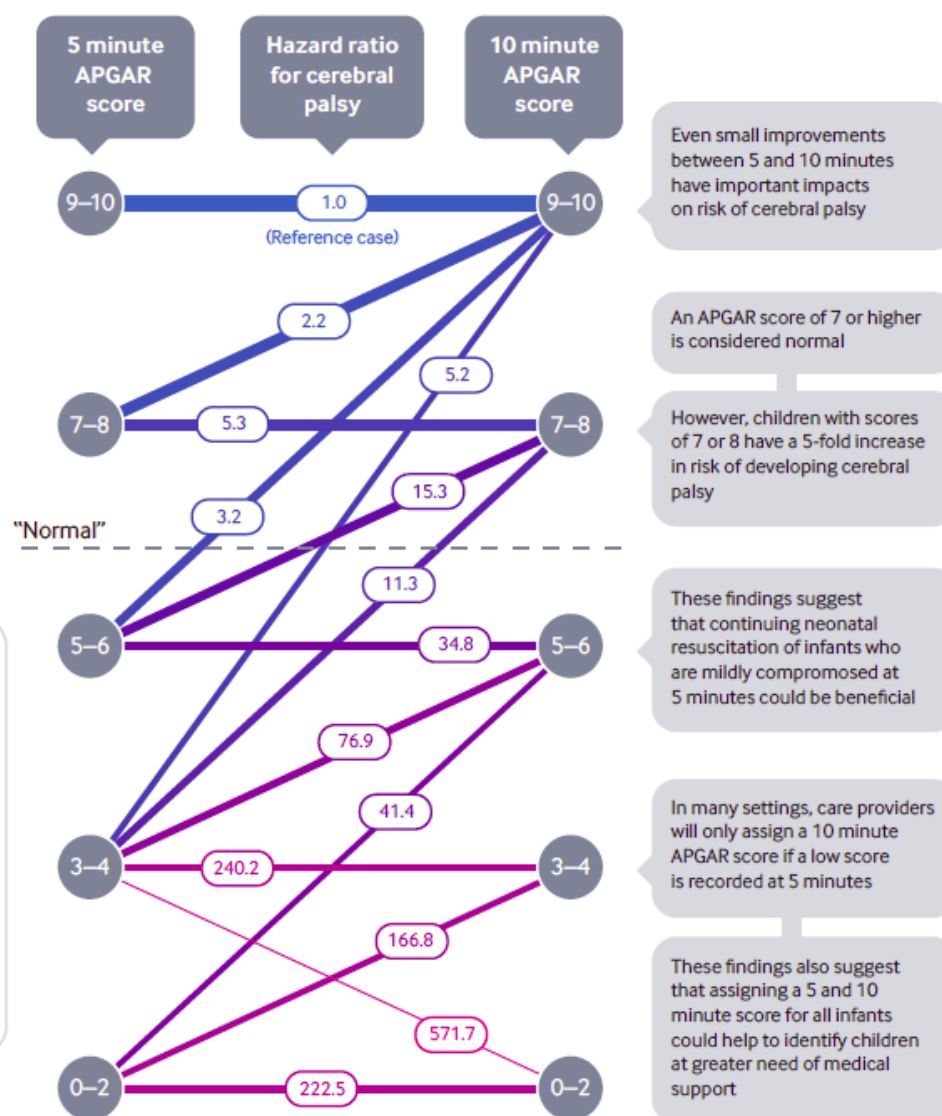 5 minute
APGAR
score
Hazard ratio
for cerebral
palsy
10 minute
APGAR
score
9–10
1.0
9–10
(Reference case)
2.2
5.2
7–8
5.3
7–8
15.3
3.2
"Normal"
11.3
5–6
34.8
5–6
76.9
41.4
3–4
240.2
3–4
166.8
571.7
0–2
222.5
0–2
Even small improvements
between 5 and 10 minutes
have important impacts
on risk of cerebral palsy
An APGAR score of 7 or higher
is considered normal
However, children with scores
of 7 or 8 have a 5-fold increase
in risk of developing cerebral
palsy
These findings suggest
that continuing neonatal
resuscitation of infants who
are mildly compromosed at
5 minutes could be beneficial
In many settings, care providers
will only assign a 10 minute
APGAR score if a low score
is recorded at 5 minutes
These findings also suggest
that assigning a 5 and 10
minute score for all infants
could help to identify children
at greater need of medical
support